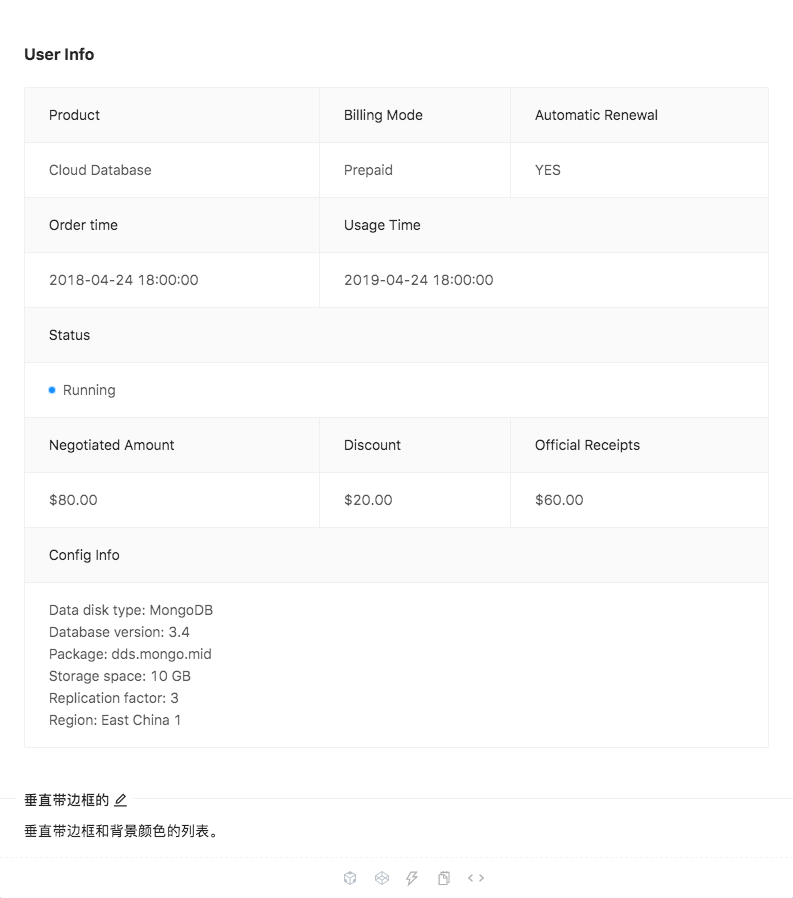 User Info
Product Billing Mode Automatic Renewal
Cloud Database Prepaid YES
Order time Usage Time
2018-04-24 18:00:00 2019-04-24 18:00:00
Status
Running
Negotiated Amount Discount Official Receipts
$80.00 $20.00 $60.00
Config Info
Data disk type: MongoDB
Database version: 3.4
Package: dds.mongo.mid
Storage space: 10 GB
Replication factor: 3
Region: East China 1
垂直带边框的
垂直带边框和背景颜色的列表。